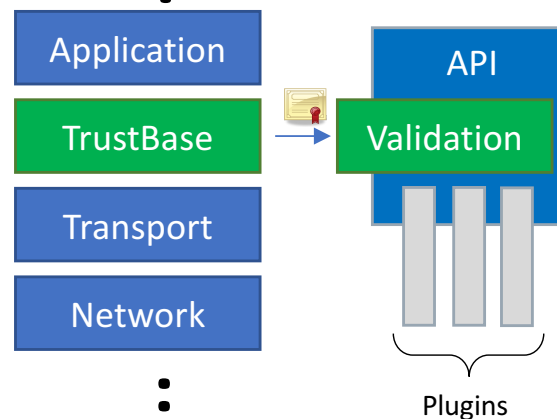 Application
TrustBase
Transport
Network
API
Validation
Plugins